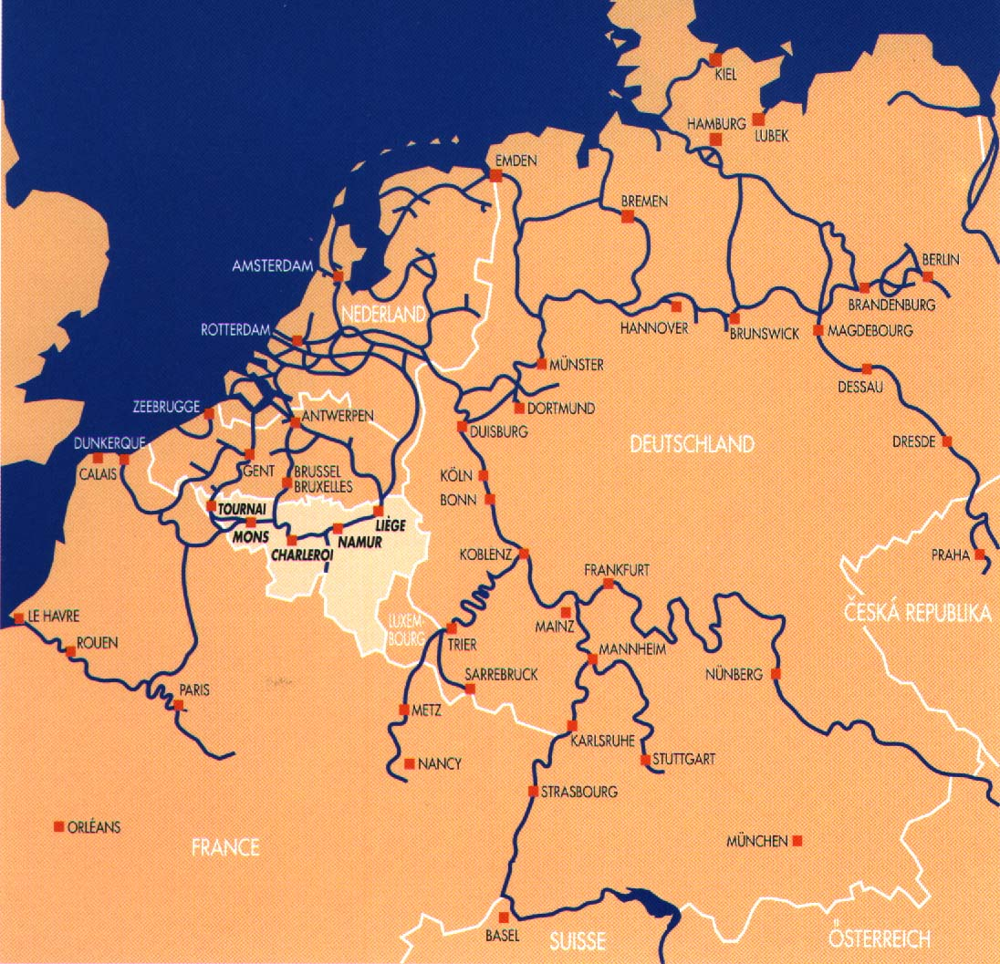 KIEL
HAMBURG
LUBEK
EMDEN
BREMEN
AMSTERDAM
BERLIN
NEDERLAND
BRANDENBURG
ROTTERDAM
HANNOVER
BRUNSWICK
MAGDEBOURG
MÜNSTER
DESSAU
ZEEBRUGGE
ANTWERPEN
DORTMUND
DUISBURG
DUNKERQUE
DEUTSCHLAND
DRESDE
CALAIS
GENT
BRUSSEL
BRUXELLES
KÖLN
BONN
TOURNAI
MONS
LIÈGE
NAMUR
CHARLEROI
KOBLENZ
PRAHA
FRANKFURT
LE HAVRE
LUXEM-
BOURG
MAINZ
ČESKÁ REPUBLIKA
ROUEN
TRIER
MANNHEIM
SARREBRUCK
NÜNBERG
PARIS
METZ
KARLSRUHE
NANCY
STUTTGART
STRASBOURG
ORLÉANS
FRANCE
MÜNCHEN
BASEL
SUISSE
ÖSTERREICH